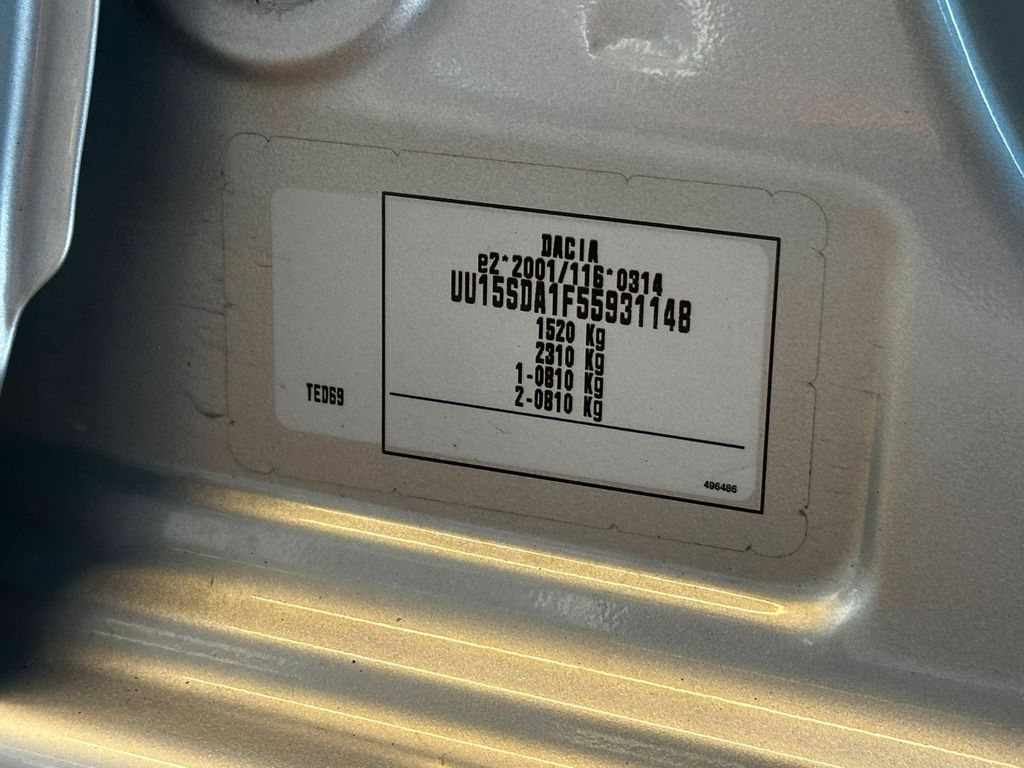 DACIA
e2*2001/116*0314
UU15SDA1F55931148
1520 Kg
2310 Kg
1-0810 Kg
2-0810 Kg
TED69
496486